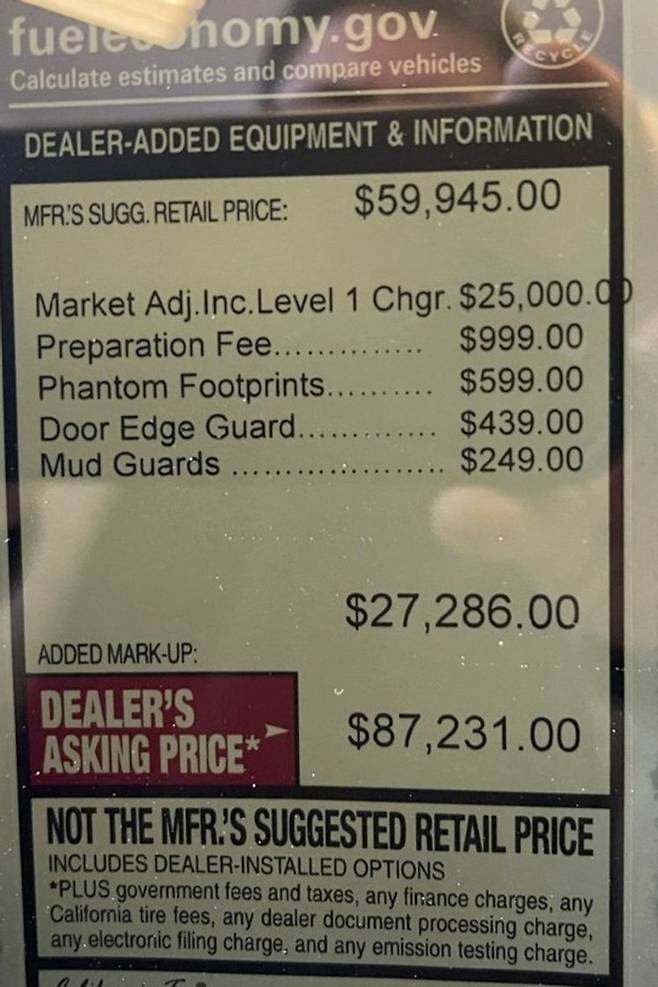 nomy.gov
Calculate estimates and compare vehicles
RECYCLE
DEALER-ADDED EQUIPMENT & INFORMATION
MFR.'S SUGG. RETAIL PRICE: $59,945.00
Market Adj.Inc.Level 1 Chgr. $25,000.00
Preparation Fee.............. $999.00
Phantom Footprints.......... $599.00
Door Edge Guard............. $439.00
Mud Guards .................... $249.00
$27,286.00
ADDED MARK-UP:
DEALER'S
ASKING PRICE*
$87,231.00
NOT THE MFR.'S SUGGESTED RETAIL PRICE
INCLUDES DEALER-INSTALLED OPTIONS
*PLUS government fees and taxes, any finance charges, any
California tire fees, any dealer document processing charge,
any electronic filing charge, and any emission testing charge.